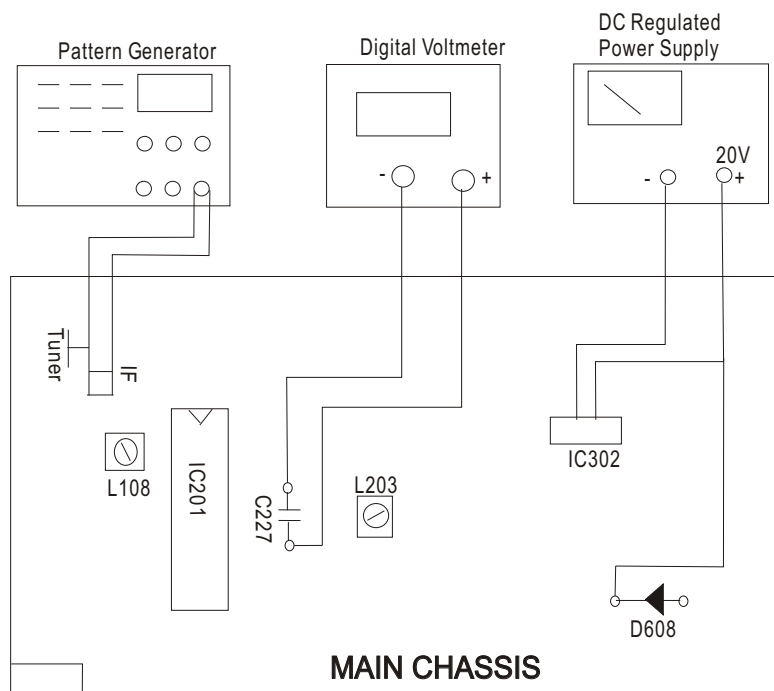 Pattern Generator
Digital Voltmeter
DC Regulated
Power Supply
- +
20V
- +
Tuner
IF
L108
IC201
C227
L203
IC302
D608
MAIN CHASSIS